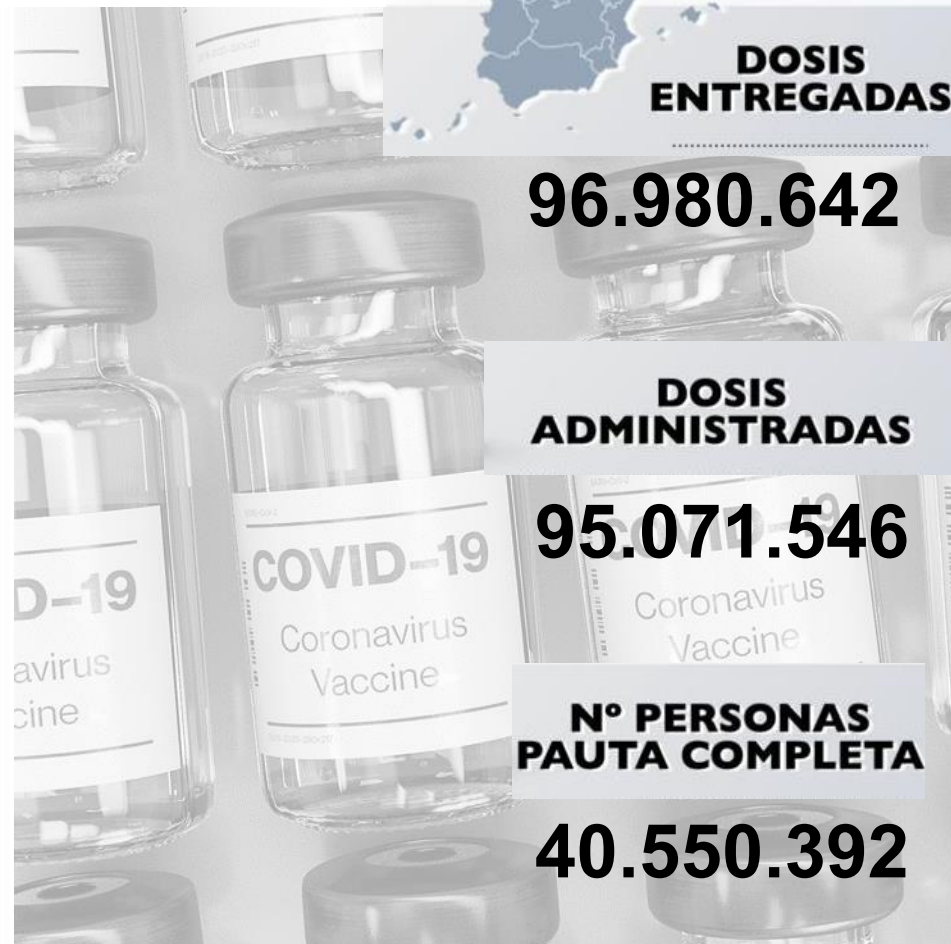 DOSIS
ENTREGADAS
96.980.642
DOSIS
ADMINISTRADAS
95.071.546
COVID-19
Coronavirus
Vaccine
D-19
avirus
cine
COVID-19
Coronavirus
Vaccine
Nº PERSONAS
PAUTA COMPLETA
40.550.392